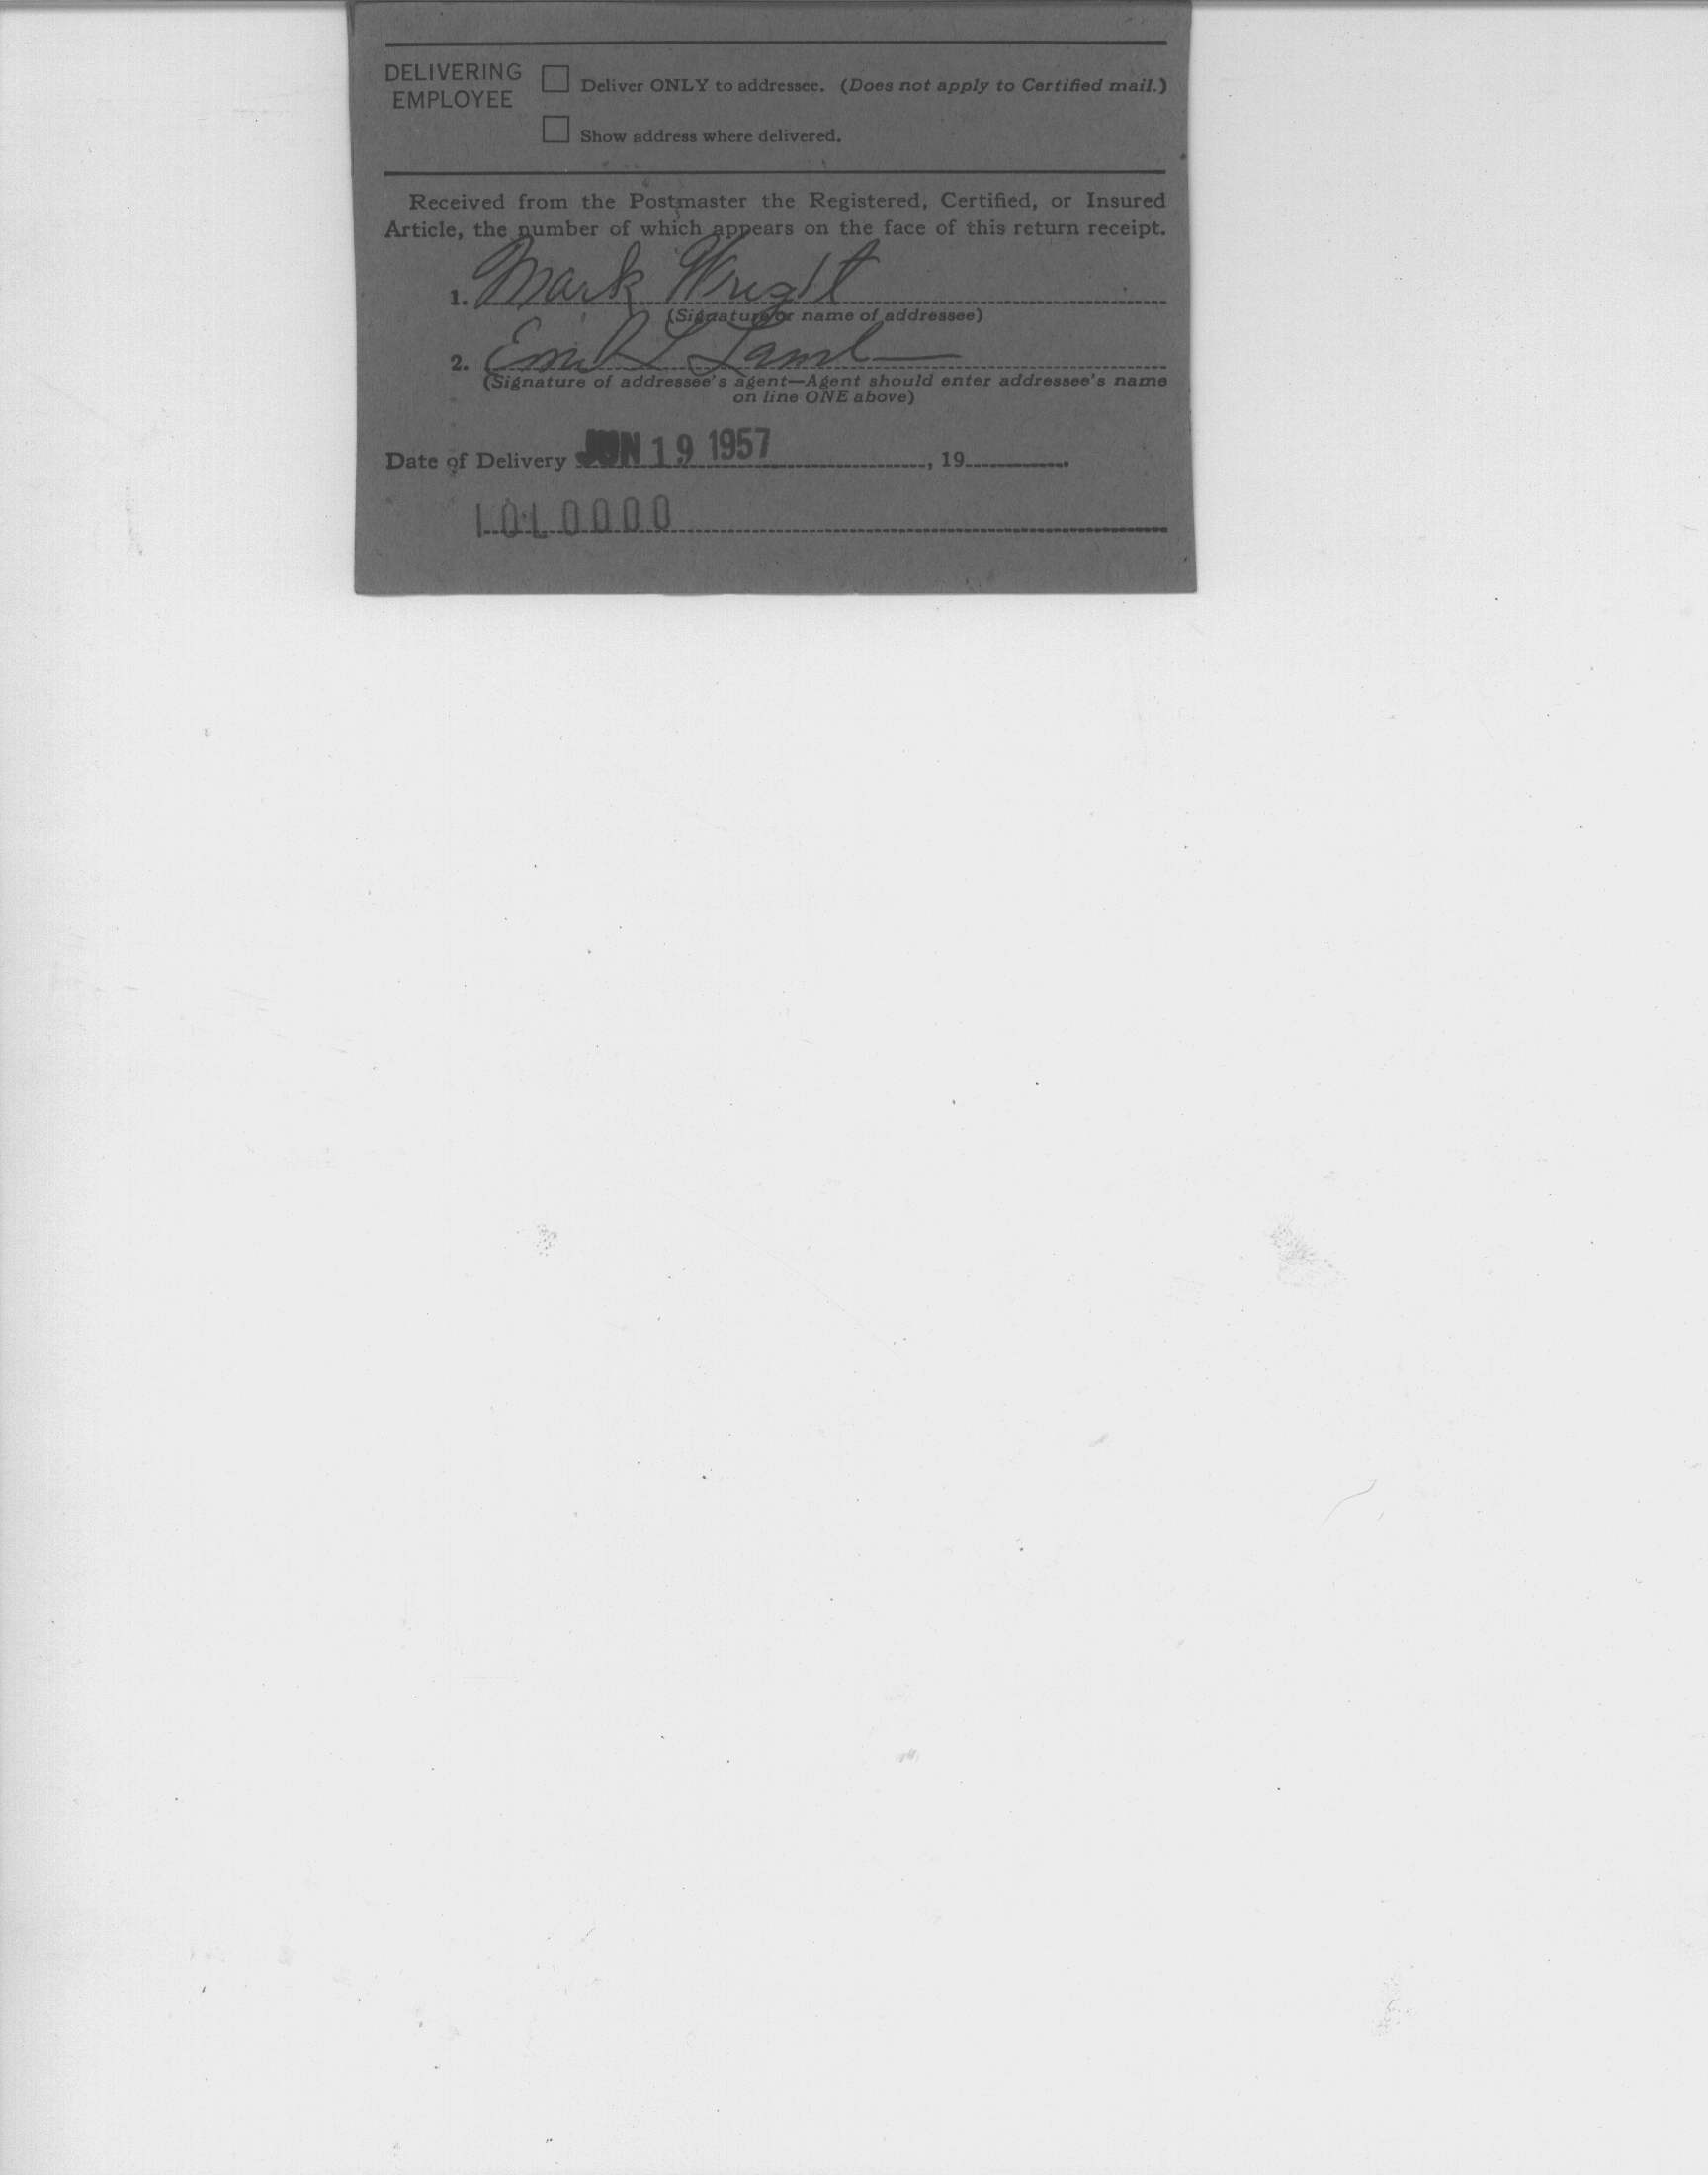 DELIVERING EMPLOYEE
☐ Deliver ONLY to addressee. (Does not apply to Certified mail.)
☐ Show address where delivered.
Received from the Postmaster the Registered, Certified, or Insured
Article, the number of which appears on the face of this return receipt.
1. Mark Wright
(Signature or name of addressee)
2. Emil L Lamb
(Signature of addressee's agent—Agent should enter addressee's name
on line ONE above)
Date of Delivery JUN 19 1957, 19
1010000